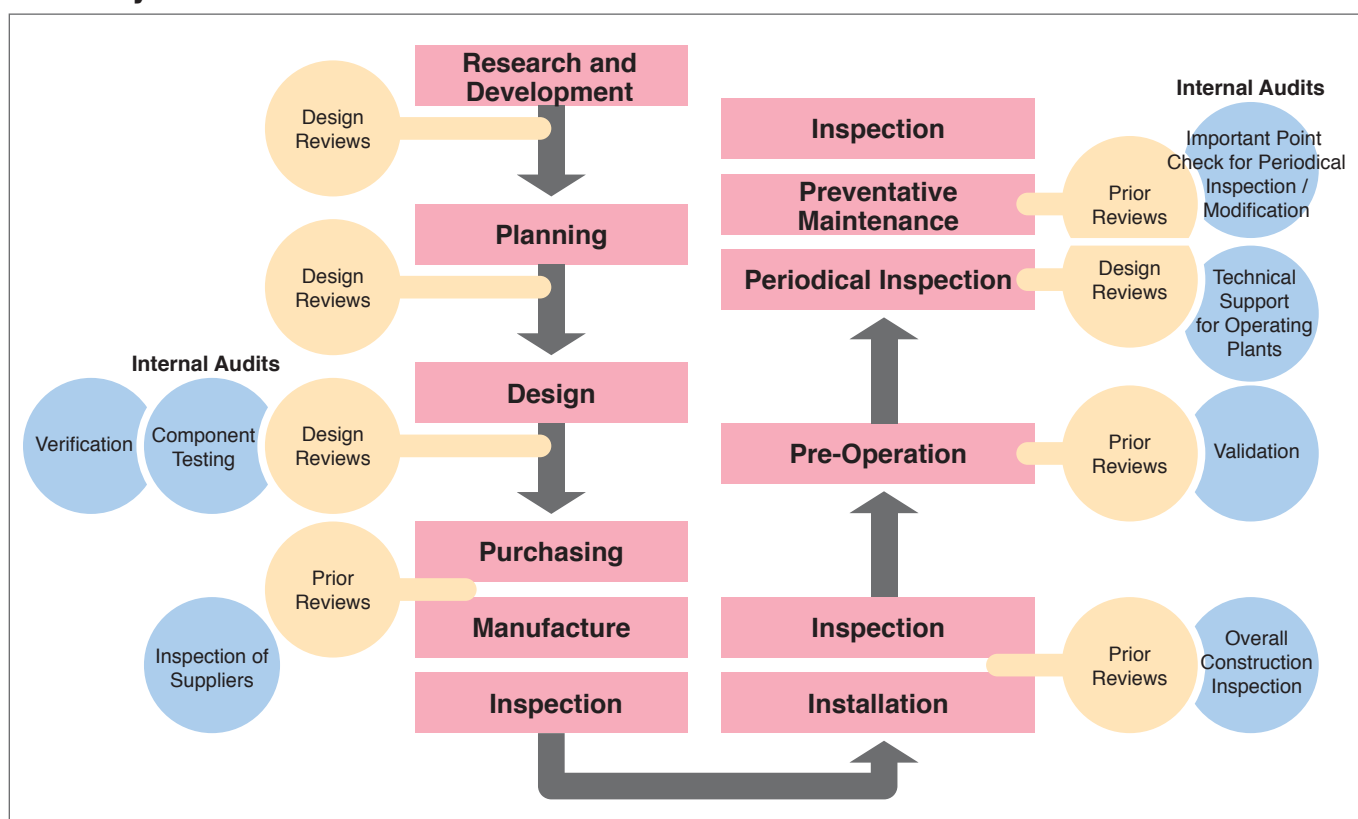 Research and
Development
Design
Reviews
Planning
Design
Reviews
Internal Audits
Design
Verification
Component
Testing
Design
Reviews
Purchasing
Prior
Reviews
Manufacture
Inspection of
Suppliers
Inspection
Internal Audits
Inspection
Important Point
Check for Periodical
Inspection /
Modification
Preventative
Maintenance
Prior
Reviews
Periodical Inspection
Design
Reviews
Technical
Support
for Operating
Plants
Pre-Operation
Prior
Reviews
Validation
Inspection
Prior
Reviews
Overall
Construction
Inspection
Installation